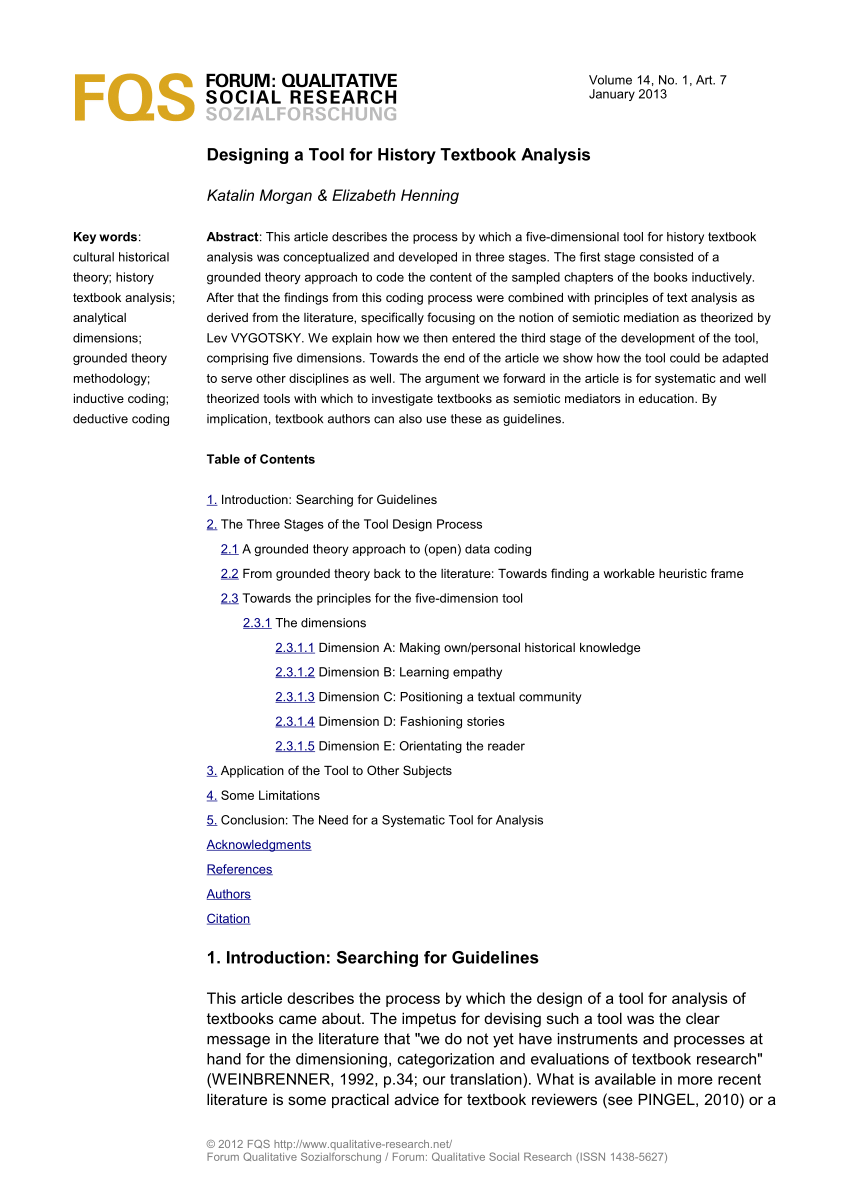 FQS
FORUM: QUALITATIVE
SOCIAL RESEARCH
SOZIALFORSCHUNG
Volume 14, No. 1, Art. 7
January 2013
Designing a Tool for History Textbook Analysis
Katalin Morgan & Elizabeth Henning
Key words:
cultural historical
theory; history
textbook analysis;
analytical
dimensions;
grounded theory
methodology;
inductive coding;
deductive coding
Abstract: This article describes the process by which a five-dimensional tool for history textbook
analysis was conceptualized and developed in three stages. The first stage consisted of a
grounded theory approach to code the content of the sampled chapters of the books inductively.
After that the findings from this coding process were combined with principles of text analysis as
derived from the literature, specifically focusing on the notion of semiotic mediation as theorized by
Lev VYGOTSKY. We explain how we then entered the third stage of the development of the tool,
comprising five dimensions. Towards the end of the article we show how the tool could be adapted
to serve other disciplines as well. The argument we forward in the article is for systematic and well
theorized tools with which to investigate textbooks as semiotic mediators in education. By
implication, textbook authors can also use these as guidelines.
Table of Contents
1. Introduction: Searching for Guidelines
2. The Three Stages of the Tool Design Process
2.1 A grounded theory approach to (open) data coding
2.2 From grounded theory back to the literature: Towards finding a workable heuristic frame
2.3 Towards the principles for the five-dimension tool
2.3.1 The dimensions
2.3.1.1 Dimension A: Making own/personal historical knowledge
2.3.1.2 Dimension B: Learning empathy
2.3.1.3 Dimension C: Positioning a textual community
2.3.1.4 Dimension D: Fashioning stories
2.3.1.5 Dimension E: Orientating the reader
3. Application of the Tool to Other Subjects
4. Some Limitations
5. Conclusion: The Need for a Systematic Tool for Analysis
Acknowledgments
References
Authors
Citation
1. Introduction: Searching for Guidelines
This article describes the process by which the design of a tool for analysis of
textbooks came about. The impetus for devising such a tool was the clear
message in the literature that "we do not yet have instruments and processes at
hand for the dimensioning, categorization and evaluations of textbook research"
(WEINBRENNER, 1992, p.34; our translation). What is available in more recent
literature is some practical advice for textbook reviewers (see PINGEL, 2010) or a
© 2012 FQS http://www.qualitative-research.net/
Forum Qualitative Sozialforschung / Forum: Qualitative Social Research (ISSN 1438-5627)